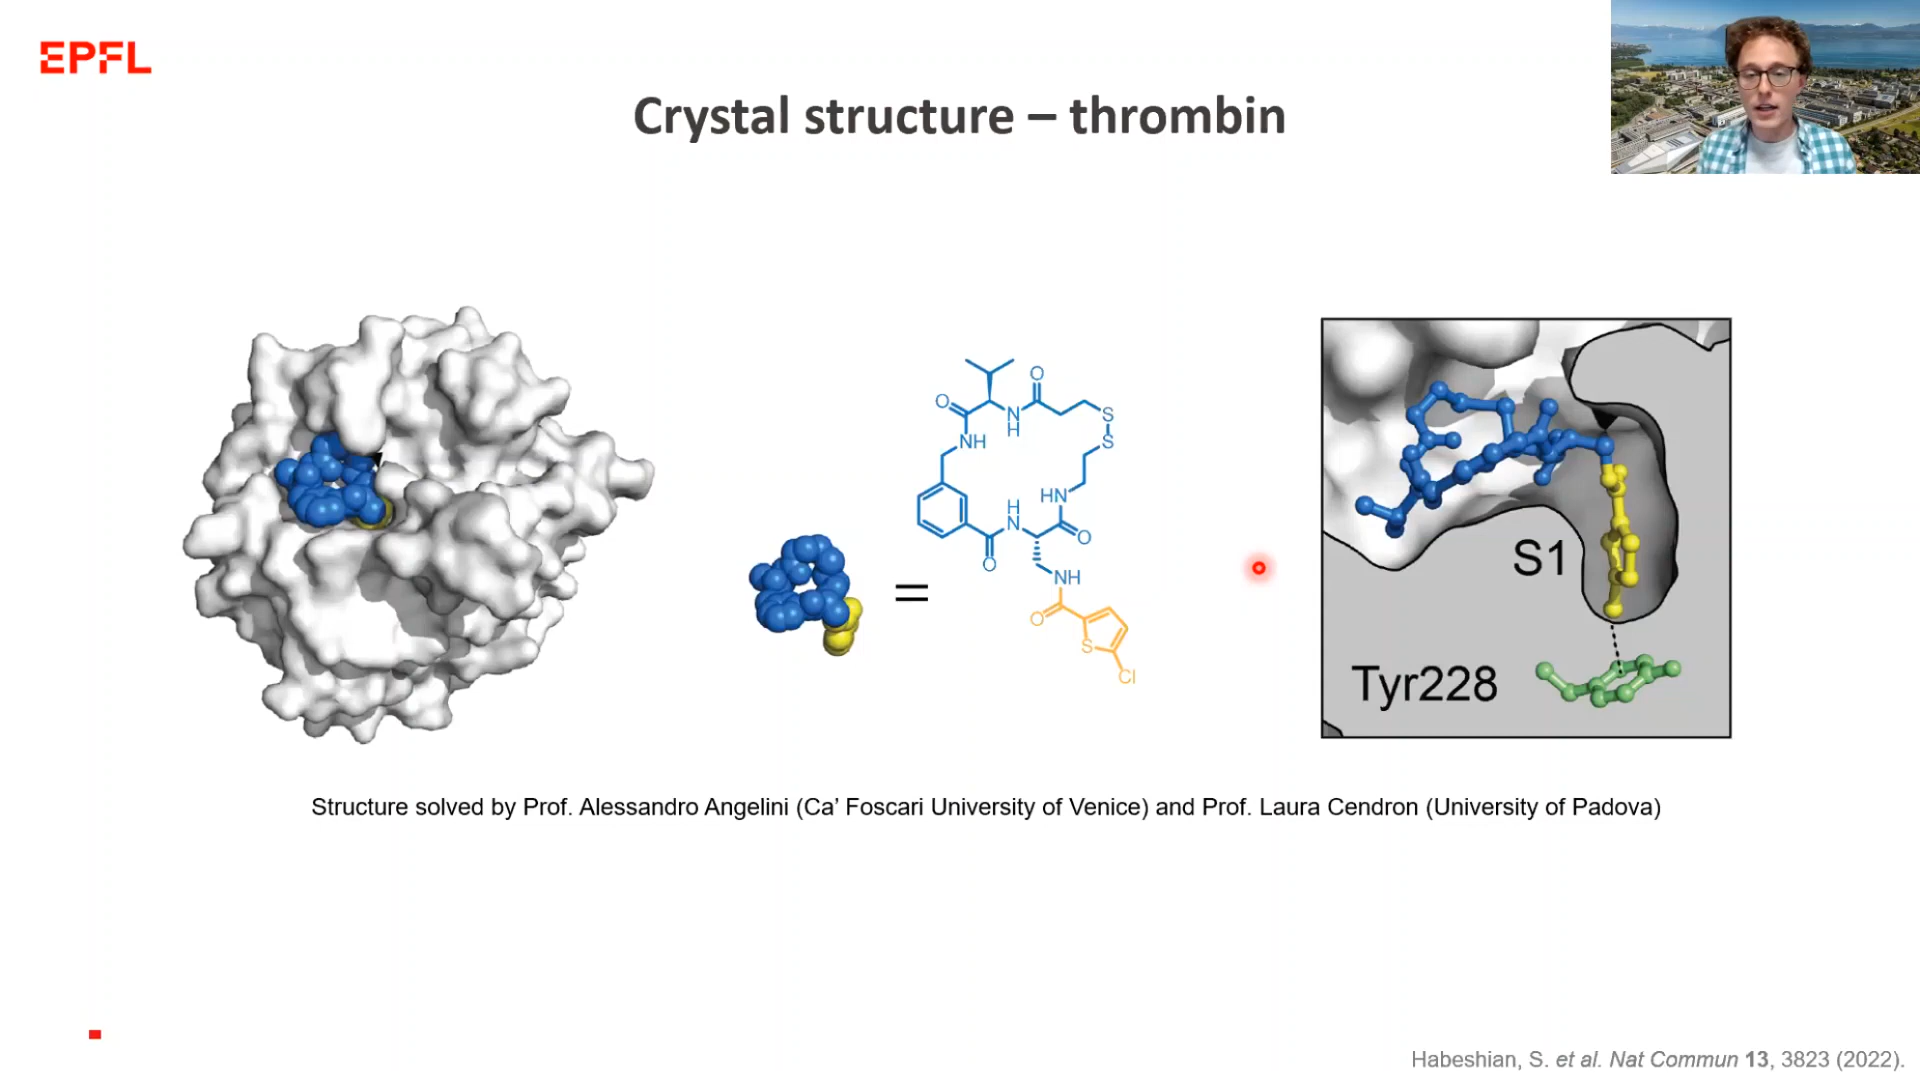 EPFL
Crystal structure – thrombin
O
O
N
H
S
S
NH
HN
H
N
O
O
NH
O
S
Cl
=
S1
Tyr228
Structure solved by Prof. Alessandro Angelini (Ca’ Foscari University of Venice) and Prof. Laura Cendron (University of Padova)
Habeshian, S. et al. Nat Commun 13, 3823 (2022).